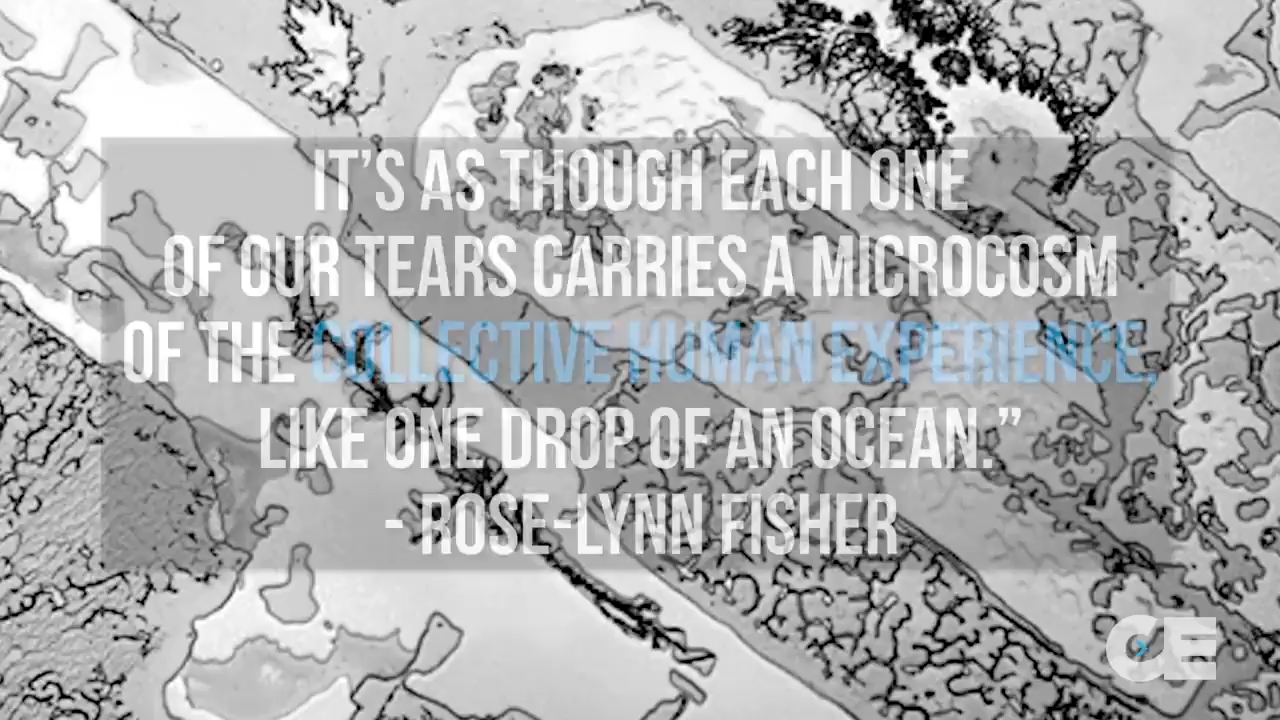 IT'S AS THOUGH EACH ONE
OF OUR TEARS CARRIES A MICROCOSM
OF THE COLLECTIVE HUMAN EXPERIENCE,
LIKE ONE DROP OF AN OCEAN.”
- ROSE-LYNN FISHER
CE